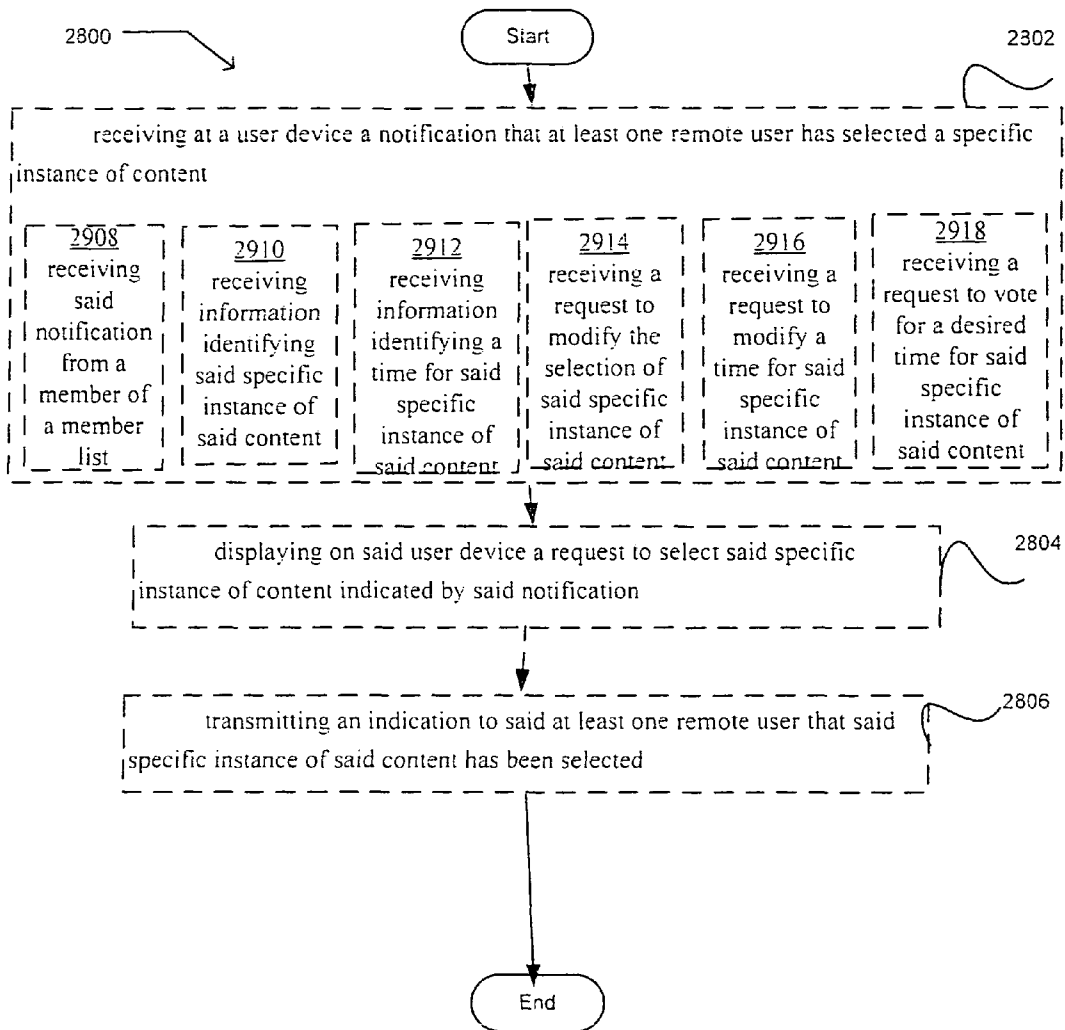 2800
Start
2302
receiving at a user device a notification that at least one remote user has selected a specific
instance of content
2908
receiving
said
notification
from a
member of
a member
list
2910
receiving
information
identifying
said specific
instance of
said content
2912
receiving
information
identifying a
time for said
specific
instance of
said content
2914
receiving a
request to
modify the
selection of
said specific
instance of
said content
2916
receiving a
request to
modify a
time for said
specific
instance of
said content
2918
receiving a
request to vote
for a desired
time for said
specific
instance of
said content
displaying on said user device a request to select said specific
instance of content indicated by said notification
2804
transmitting an indication to said at least one remote user that said
specific instance of said content has been selected
2806
End